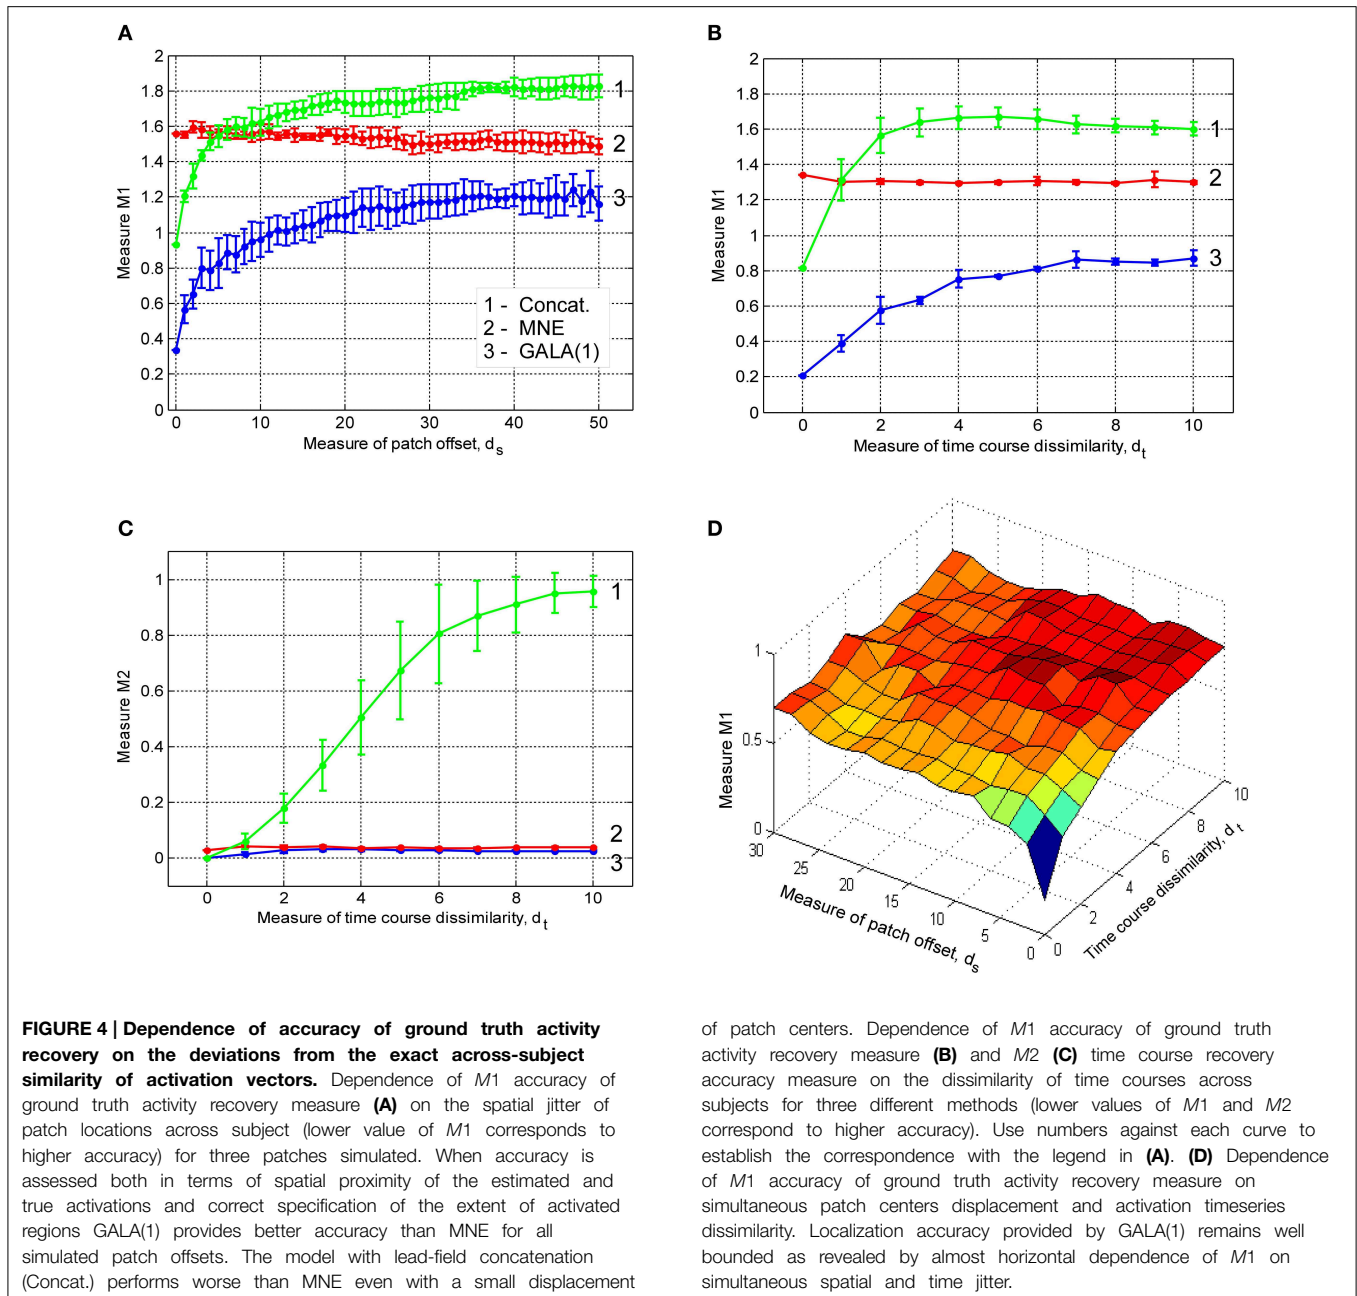 A
2
1.8
1.6
1.4
1.2
1
0.8
0.6
0.4
0.2
0
Measure M1
1
2
3
1 - Concat.
2 - MNE
3 - GALA(1)
0 10 20 30 40 50
Measure of patch offset, ds
B
2
1.8
1.6
1.4
1.2
1
0.8
0.6
0.4
0.2
0
Measure M1
1
2
3
0 2 4 6 8 10
Measure of time course dissimilarity, dt
C
1
0.8
0.6
0.4
0.2
0
Measure M2
1
2
3
0 2 4 6 8 10
Measure of time course dissimilarity, dt
D
1
0.5
0
Measure M1
30 25 20 15 10 5 0
Measure of patch offset, ds
0 2 4 6 8 10
Time course dissimilarity, dt
FIGURE 4 | Dependence of accuracy of ground truth activity
recovery on the deviations from the exact across-subject
similarity of activation vectors. Dependence of M1 accuracy of
ground truth activity recovery measure (A) on the spatial jitter of
patch locations across subject (lower value of M1 corresponds to
higher accuracy) for three patches simulated. When accuracy is
assessed both in terms of spatial proximity of the estimated and
true activations and correct specification of the extent of activated
regions GALA(1) provides better accuracy than MNE for all
simulated patch offsets. The model with lead-field concatenation
(Concat.) performs worse than MNE even with a small displacement
of patch centers. Dependence of M1 accuracy of ground truth
activity recovery measure (B) and M2 (C) time course recovery
accuracy measure on the dissimilarity of time courses across
subjects for three different methods (lower values of M1 and M2
correspond to higher accuracy). Use numbers against each curve to
establish the correspondence with the legend in (A). (D) Dependence
of M1 accuracy of ground truth activity recovery measure on
simultaneous patch centers displacement and activation timeseries
dissimilarity. Localization accuracy provided by GALA(1) remains well
bounded as revealed by almost horizontal dependence of M1 on
simultaneous spatial and time jitter.